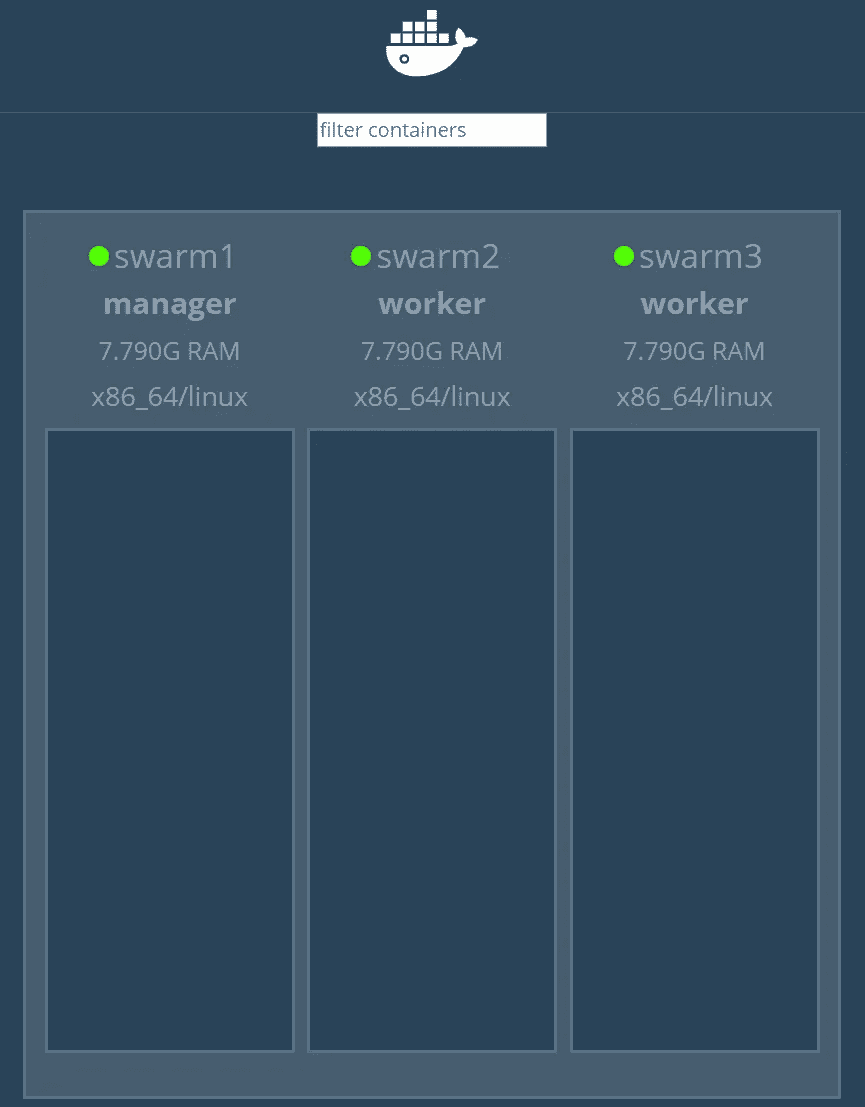 filter containers
swarm1
manager
7.790G RAM
x86_64/linux
swarm2
worker
7.790G RAM
x86_64/linux
swarm3
worker
7.790G RAM
x86_64/linux